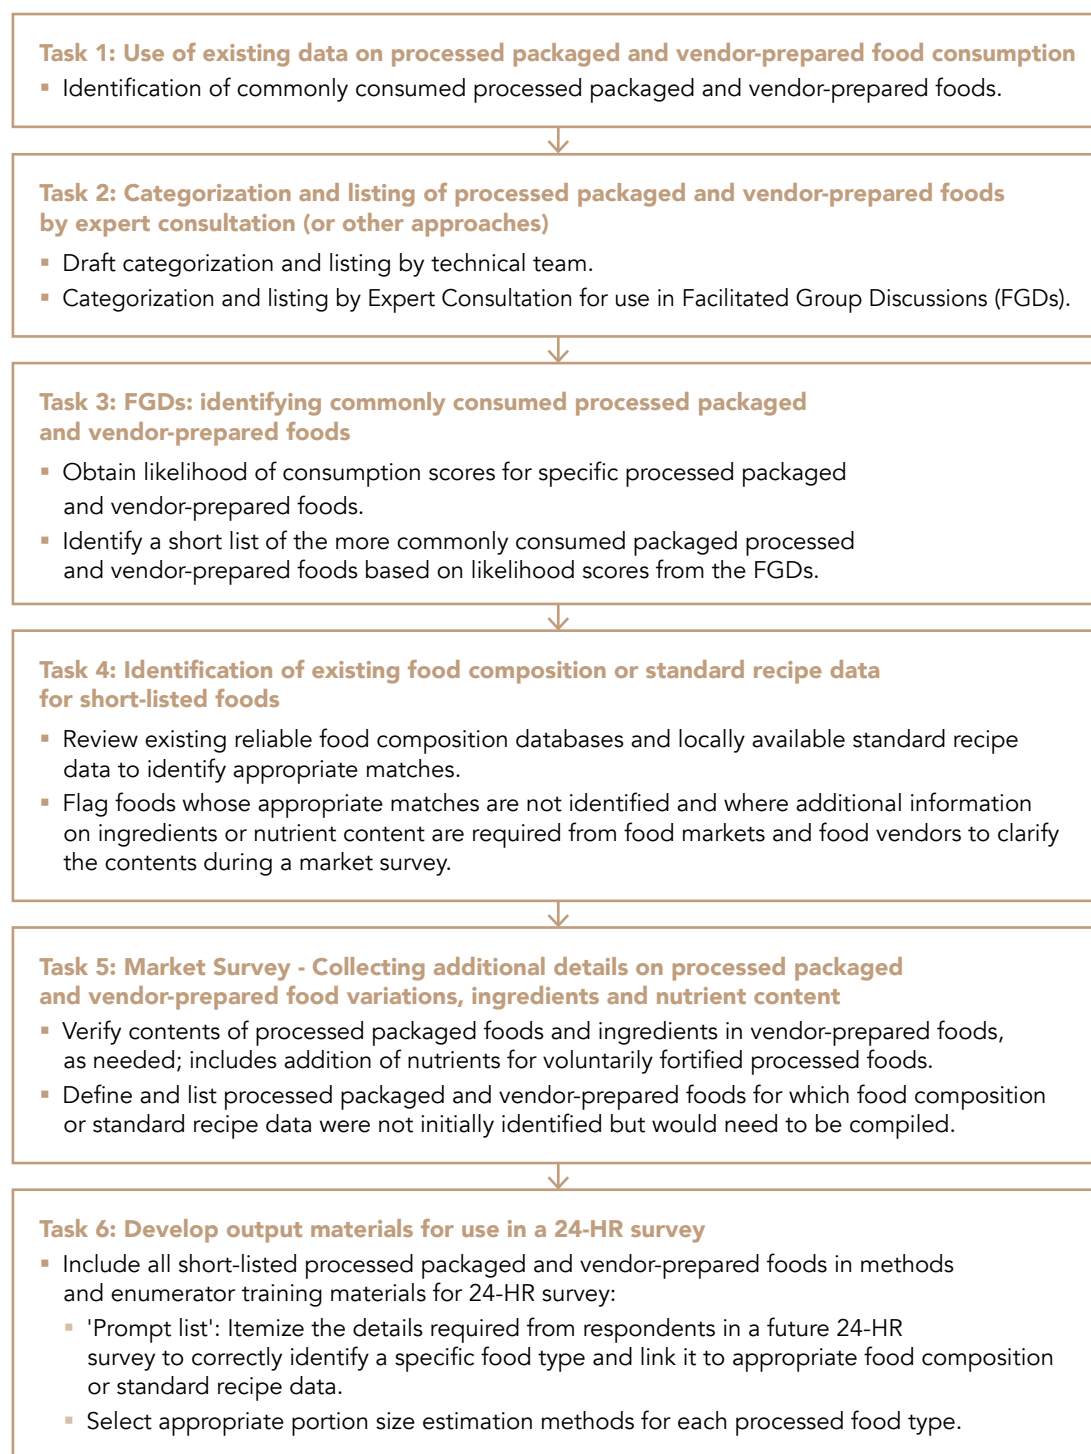 Task 1: Use of existing data on processed packaged and vendor-prepared food consumption
▪ Identification of commonly consumed processed packaged and vendor-prepared foods.
Task 2: Categorization and listing of processed packaged and vendor-prepared foods
by expert consultation (or other approaches)
▪ Draft categorization and listing by technical team.
▪ Categorization and listing by Expert Consultation for use in Facilitated Group Discussions (FGDs).
Task 3: FGDs: identifying commonly consumed processed packaged
and vendor-prepared foods
▪ Obtain likelihood of consumption scores for specific processed packaged
and vendor-prepared foods.
▪ Identify a short list of the more commonly consumed packaged processed
and vendor-prepared foods based on likelihood scores from the FGDs.
Task 4: Identification of existing food composition or standard recipe data
for short-listed foods
▪ Review existing reliable food composition databases and locally available standard recipe
data to identify appropriate matches.
▪ Flag foods whose appropriate matches are not identified and where additional information
on ingredients or nutrient content are required from food markets and food vendors to clarify
the contents during a market survey.
Task 5: Market Survey - Collecting additional details on processed packaged
and vendor-prepared food variations, ingredients and nutrient content
▪ Verify contents of processed packaged foods and ingredients in vendor-prepared foods,
as needed; includes addition of nutrients for voluntarily fortified processed foods.
▪ Define and list processed packaged and vendor-prepared foods for which food composition
or standard recipe data were not initially identified but would need to be compiled.
Task 6: Develop output materials for use in a 24-HR survey
▪ Include all short-listed processed packaged and vendor-prepared foods in methods
and enumerator training materials for 24-HR survey:
▪ 'Prompt list': Itemize the details required from respondents in a future 24-HR
survey to correctly identify a specific food type and link it to appropriate food composition
or standard recipe data.
▪ Select appropriate portion size estimation methods for each processed food type.